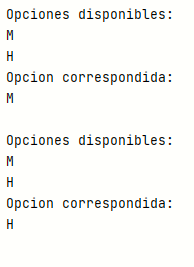 Opciones disponibles:
M
H
Opcion correspondida:
M

Opciones disponibles:
M
H
Opcion correspondida:
H